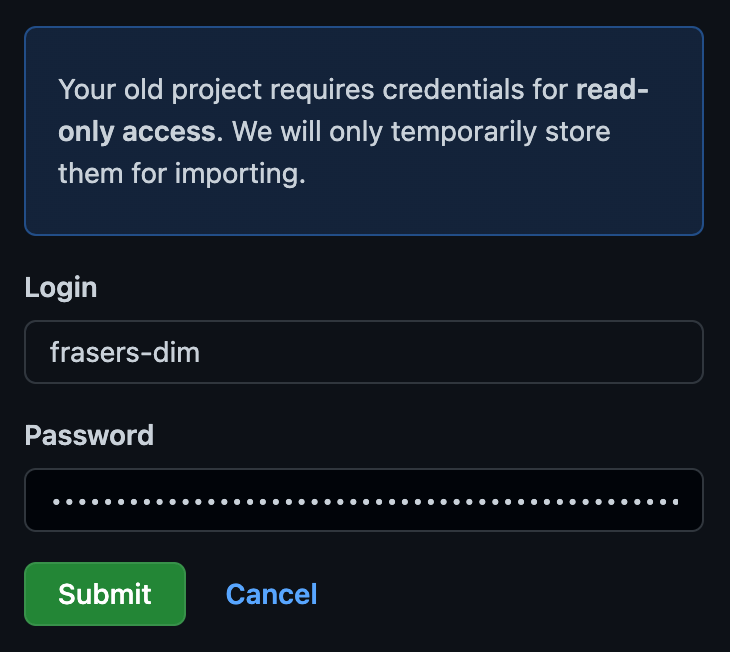 Your old project requires credentials for read-
only access. We will only temporarily store
them for importing.
Login
frasers-dim
Password
Submit
Cancel